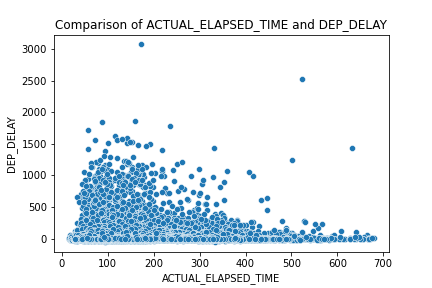 Comparison of ACTUAL_ELAPSED_TIME and DEP_DELAY
3000
2500
2000
1500
1000
500
0
DEP_DELAY
0 100 200 300 400 500 600 700
ACTUAL_ELAPSED_TIME